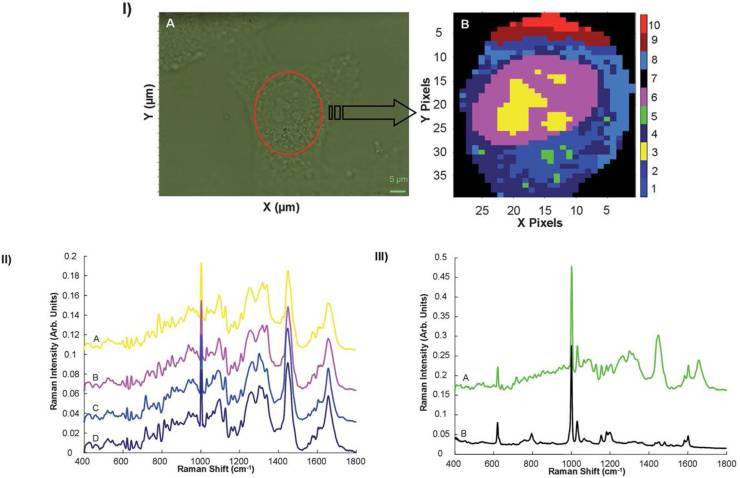 I)
A
Y (µm)
X (µm)
5 µm
B
Y Pixels
5
10
15
20
25
30
35
25 20 15 10 5
X Pixels
10
9
8
7
6
5
4
3
2
1
II)
Raman Intensity (Arb. Units)
0.2
0.18
0.16
0.14
0.12
0.1
0.08
0.06
0.04
0.02
0
A
B
C
D
400 600 800 1000 1200 1400 1600 1800
Raman Shift (cm⁻¹)
III)
Raman Intensity (Arb. Units)
0.5
0.45
0.4
0.35
0.3
0.25
0.2
0.15
0.1
0.05
0
A
B
400 600 800 1000 1200 1400 1600 1800
Raman Shift (cm⁻¹)